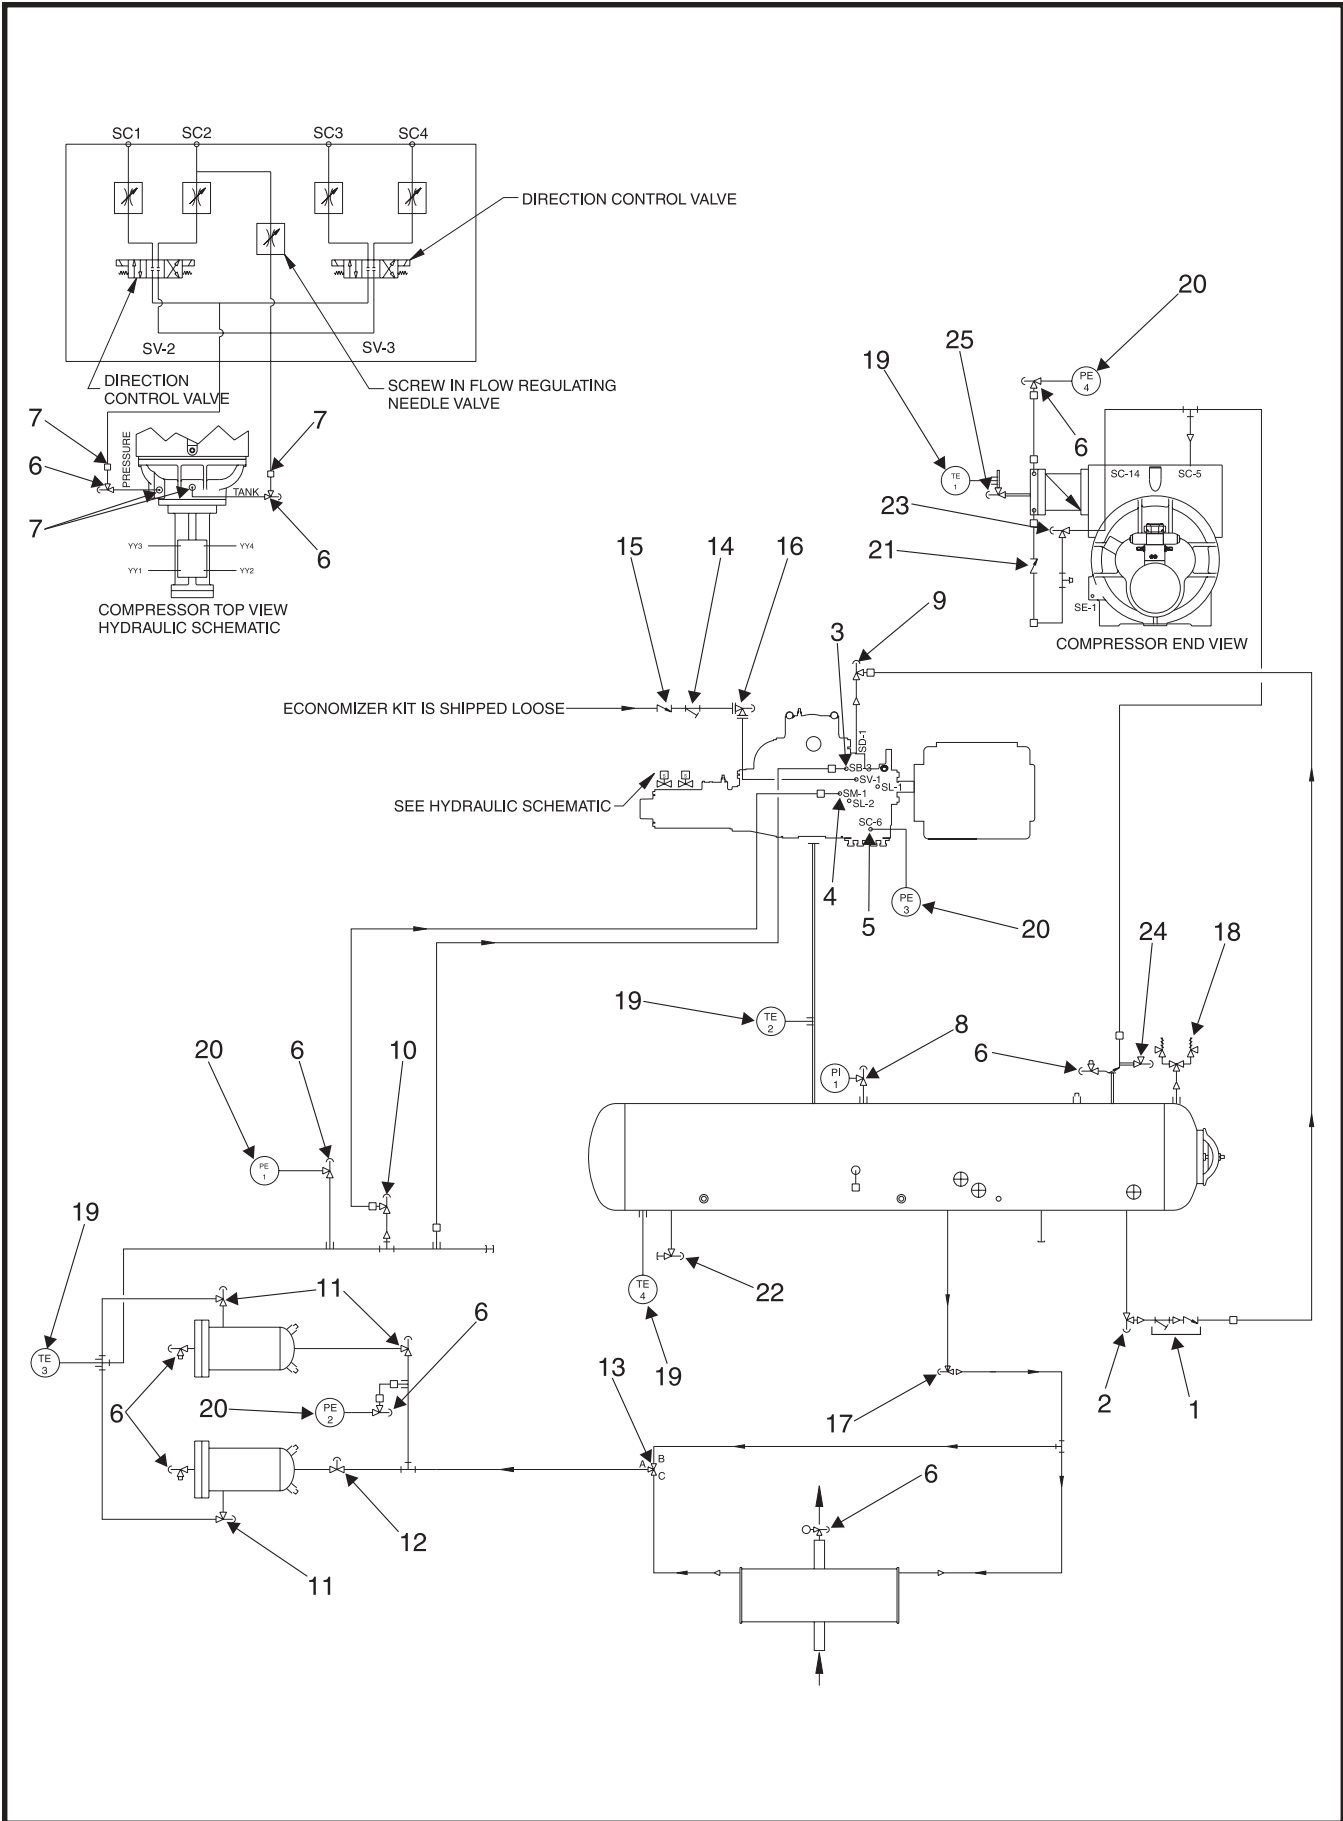 SC1 SC2 SC3 SC4
DIRECTION CONTROL VALVE
SV-2 SV-3
DIRECTION
CONTROL VALVE
SCREW IN FLOW REGULATING
NEEDLE VALVE
7
6
7
PRESSURE
TANK
7
6
YY3 YY4
YY1 YY2
COMPRESSOR TOP VIEW
HYDRAULIC SCHEMATIC
20
25
19
PE
4
6
TE
1
SC-14 SC-5
23
21
SE-1
COMPRESSOR END VIEW
15 14 16
9
3
ECONOMIZER KIT IS SHIPPED LOOSE
SD-1
SB-3
SV-1
SL-1
SM-1
SL-2
SC-6
SEE HYDRAULIC SCHEMATIC
4
5
PE
3
20
19
TE
2
8
6
24 18
PI
1
20 6 10
PE
1
19
TE
3
11
6
6
20
PE
2
11
12
13
A B
C
TE
4
19
22
17
2 1
6